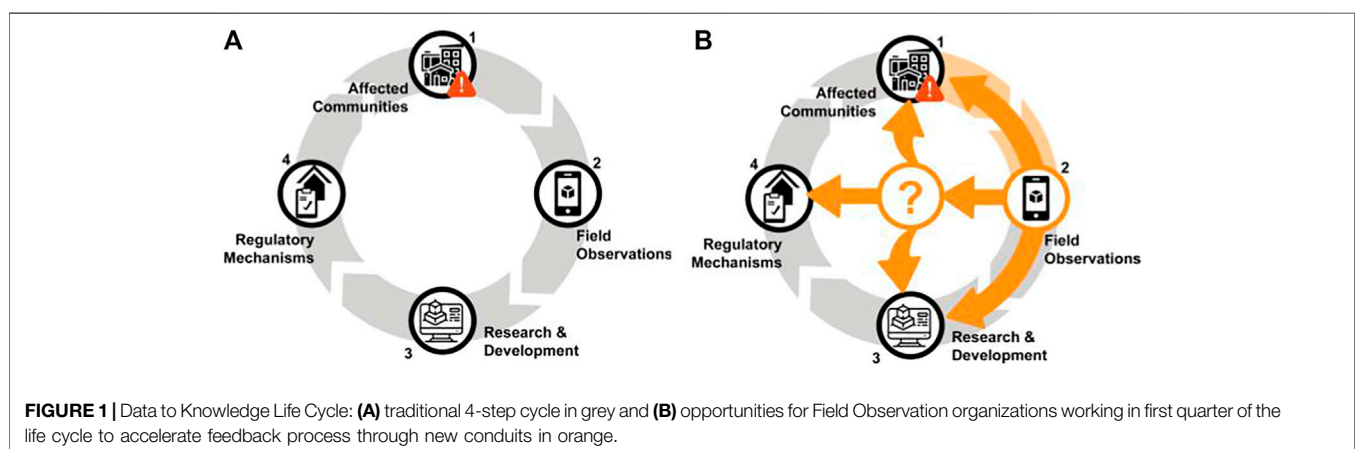 A
1
Affected
Communities
2
Field
Observations
3
Research &
Development
4
Regulatory
Mechanisms
B
1
Affected
Communities
2
Field
Observations
3
Research &
Development
4
Regulatory
Mechanisms
?
FIGURE 1 | Data to Knowledge Life Cycle: (A) traditional 4-step cycle in grey and (B) opportunities for Field Observation organizations working in first quarter of the
life cycle to accelerate feedback process through new conduits in orange.